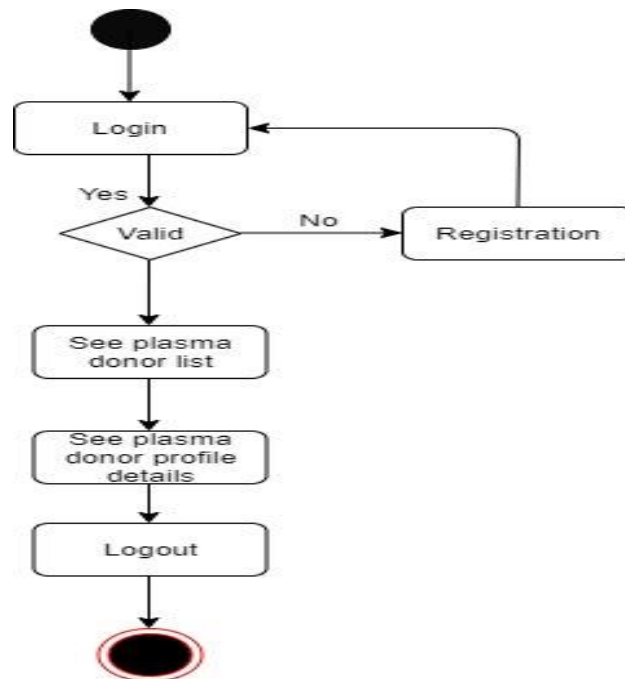 Login
Yes
Valid
No
Registration
See plasma
donor list
See plasma
donor profile
details
Logout